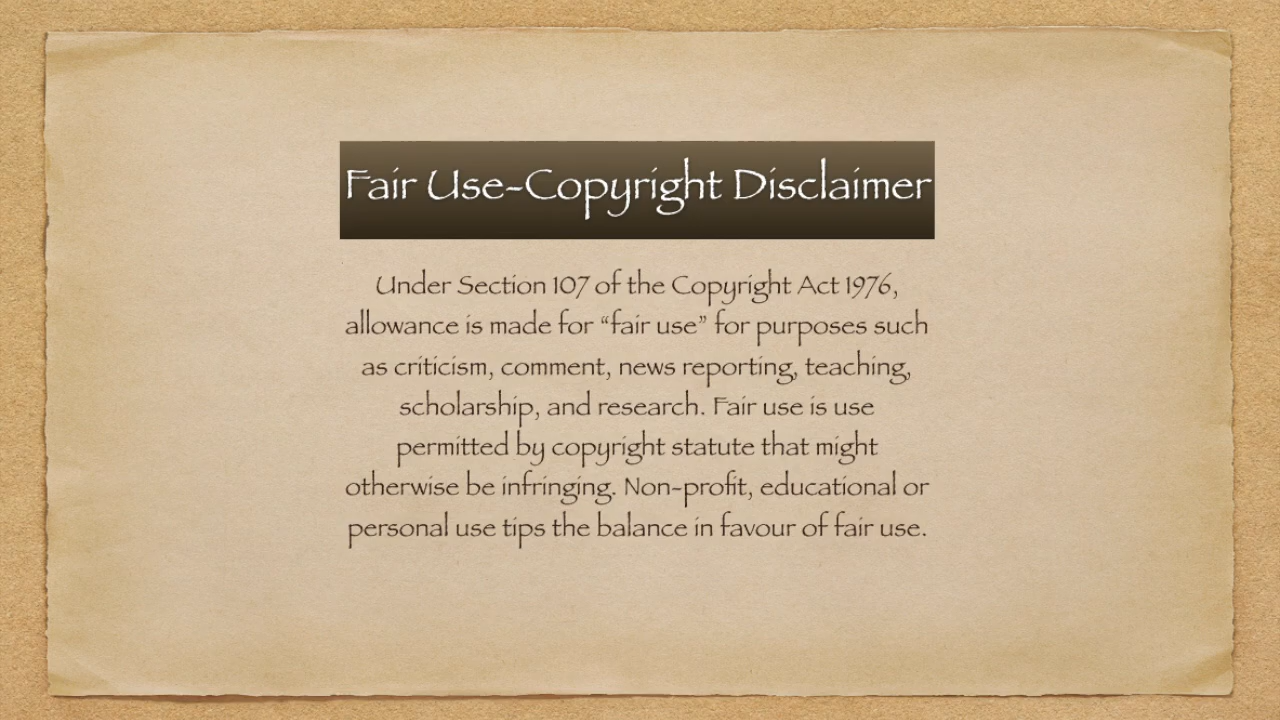 Fair Use-Copyright Disclaimer
Under Section 107 of the Copyright Act 1976,
allowance is made for “fair use” for purposes such
as criticism, comment, news reporting, teaching,
scholarship, and research. Fair use is use
permitted by copyright statute that might
otherwise be infringing. Non-profit, educational or
personal use tips the balance in favour of fair use.